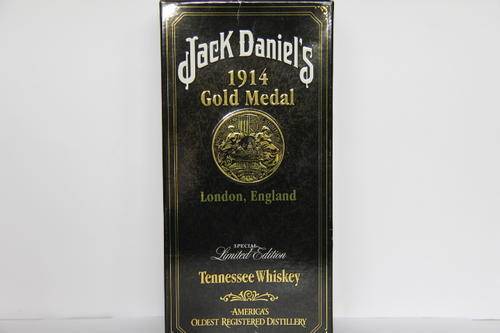 Jack Daniel's
1914
Gold Medal
London, England
SPECIAL
Limited Edition
Tennessee Whiskey
AMERICA'S
OLDEST REGISTERED DISTILLERY